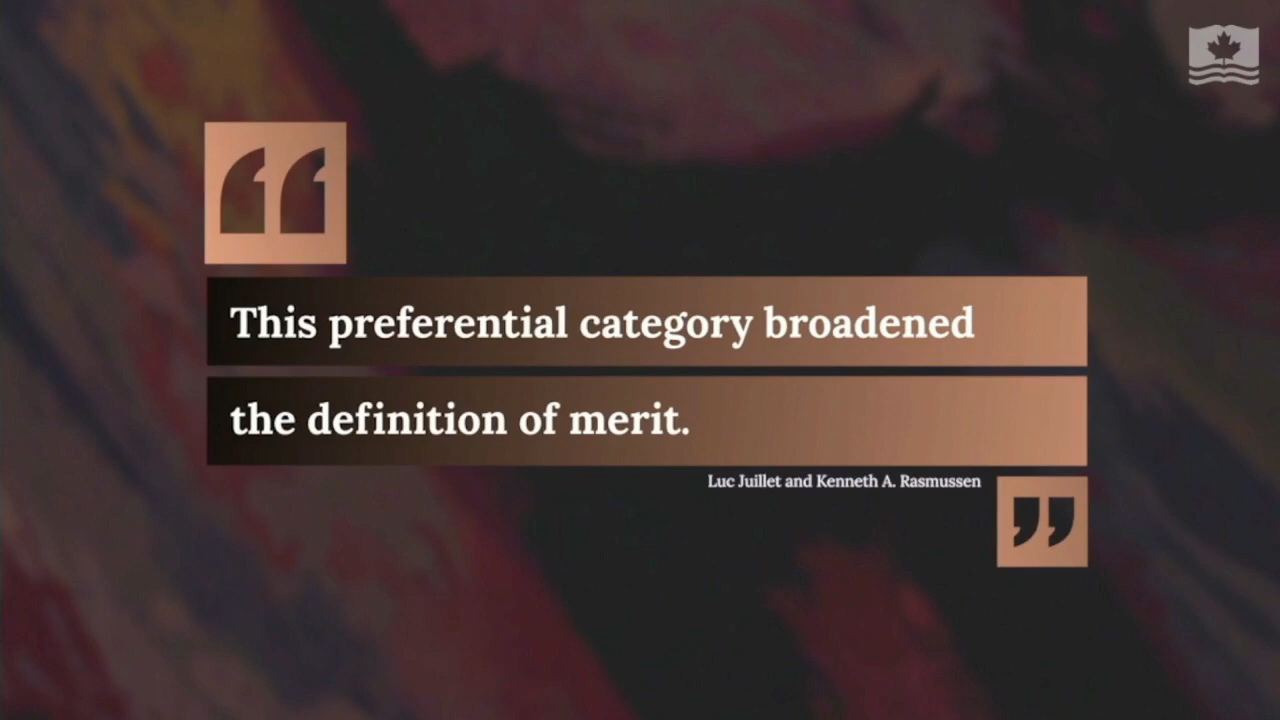 This preferential category broadened
the definition of merit.
Luc Juillet and Kenneth A. Rasmussen